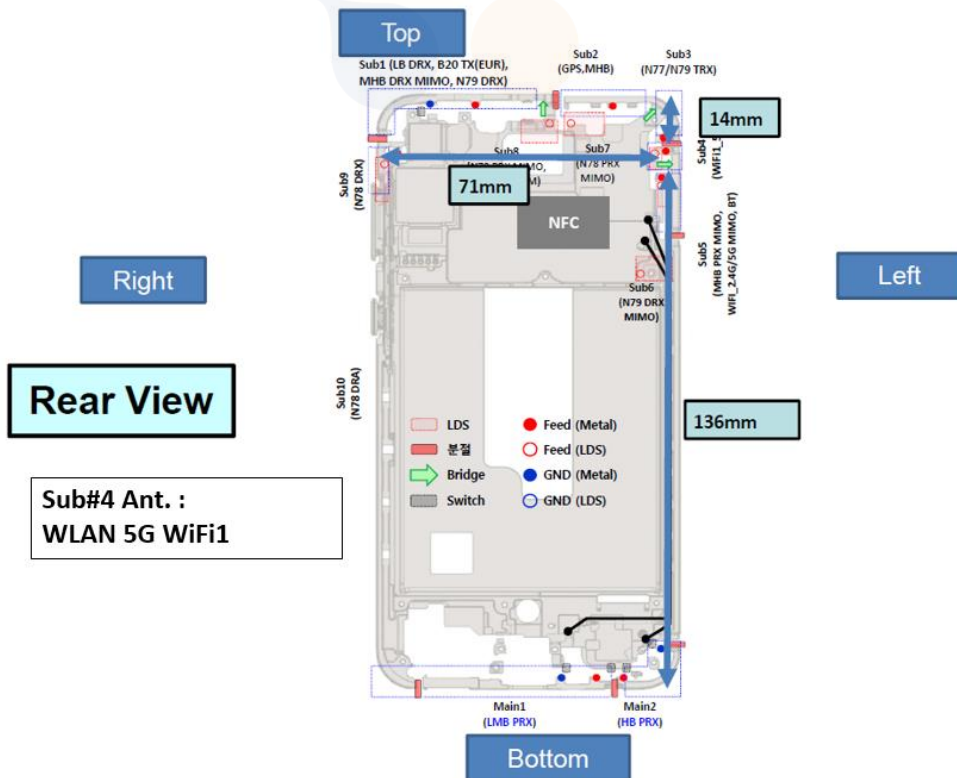 Top
Sub1 (LB DRX, B20 TX(EUR),
MHB DRX MIMO, N79 DRX)
Sub2
(GPS,MHB)
Sub3
(N77/N79 TRX)
14mm
Sub4
(WIFI1_5
Sub8
MIMO,
Sub7
(N78 PRX
MIMO)
71mm
Sub9
(N78 DRX)
NFC
Sub5
(MHB PRX MIMO,
WIFI_2.4G/5G MIMO, BT)
Right
Left
Sub6
(N79 DRX
MIMO)
Rear View
Sub10
(N78 DRA)
136mm
LDS
Feed (Metal)
분절
Feed (LDS)
Bridge
GND (Metal)
Switch
GND (LDS)
Sub#4 Ant. :
WLAN 5G WiFi1
Main1
(LMB PRX)
Main2
(HB PRX)
Bottom